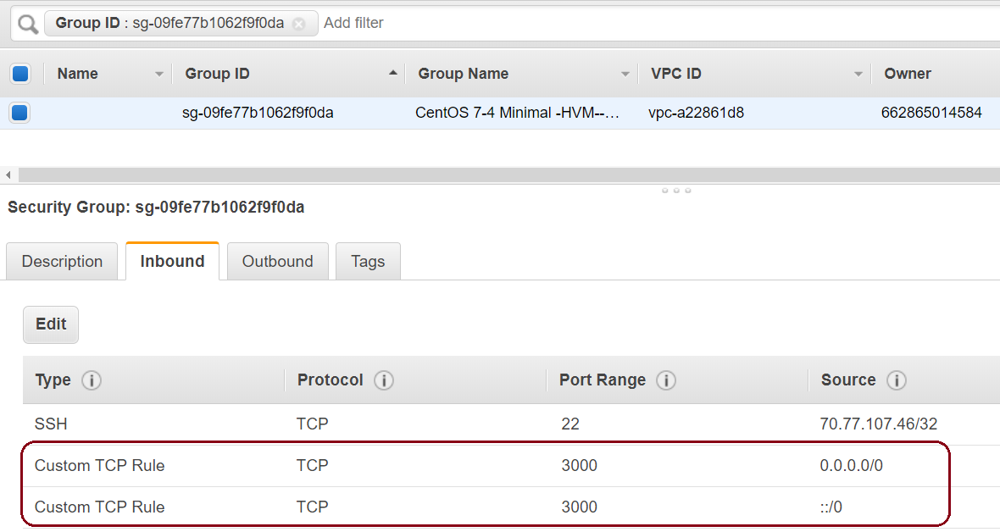 Group ID : sg-09fe77b1062f9f0da Add filter
Name Group ID Group Name VPC ID Owner
sg-09fe77b1062f9f0da CentOS 7-4 Minimal -HVM--… vpc-a22861d8 662865014584
Security Group: sg-09fe77b1062f9f0da
Description Inbound Outbound Tags
Edit
Type i Protocol i Port Range i Source i
SSH TCP 22 70.77.107.46/32
Custom TCP Rule TCP 3000 0.0.0.0/0
Custom TCP Rule TCP 3000 ::/0